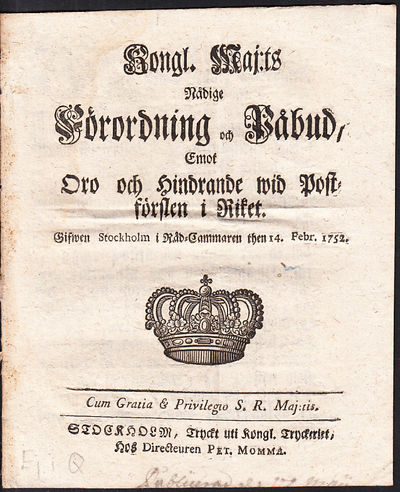 Kongl. Maj:ts
Nådige
Förordning och Påbud,
Emot
Oro och Hindrande wid Post-
förslen i Riket.
Gifwen Stockholm i Råd-Cammaren then 14. Febr. 1752.
Cum Gratia & Privilegio S. R. Maj:tis.
STOCKHOLM, Tryckt uti Kongl. Tryckeriet,
Hos Directeuren PET. MOMMA.